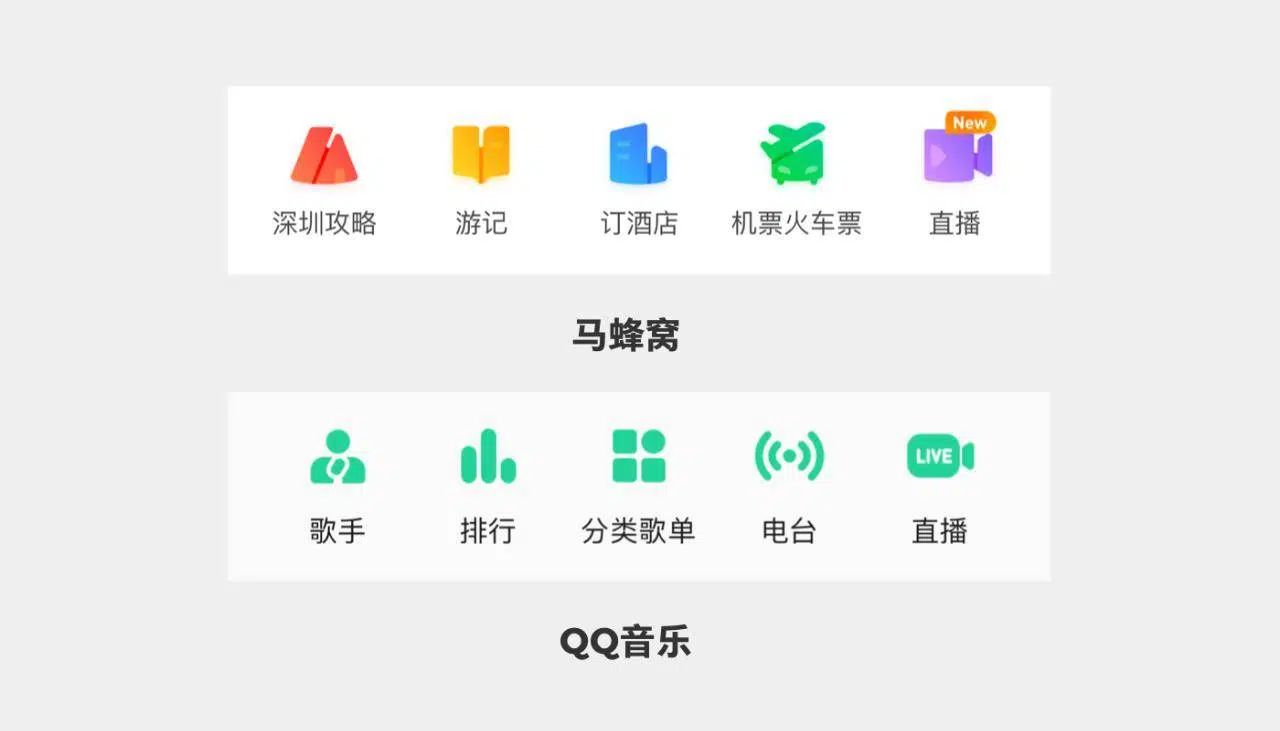 New
深圳攻略 游记 订酒店 机票火车票 直播
马蜂窝
LIVE
歌手 排行 分类歌单 电台 直播
QQ音乐